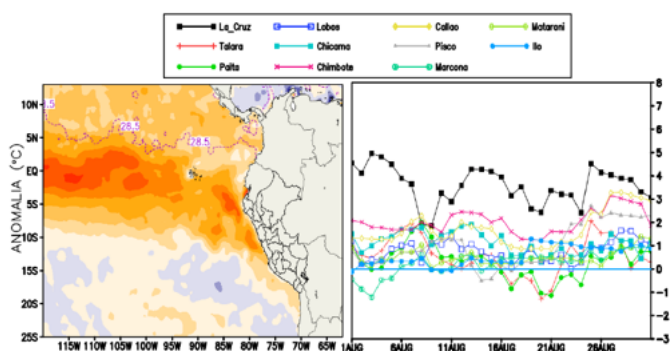 La_Cruz Lobos Callao Matarani
Talara Chicama Pisco Ilo
Paita Chimbote Marcona
ANOMALIA (°C)
10N
5N
EQ
5S
10S
15S
20S
25S
.5 28.5 28.5
115W 110W 105W 100W 95W 90W 85W 80W 75W 70W 65W
8
7
6
5
4
3
2
1
0
-1
-2
-3
1AUG 6AUG 11AUG 16AUG 21AUG 26AUG